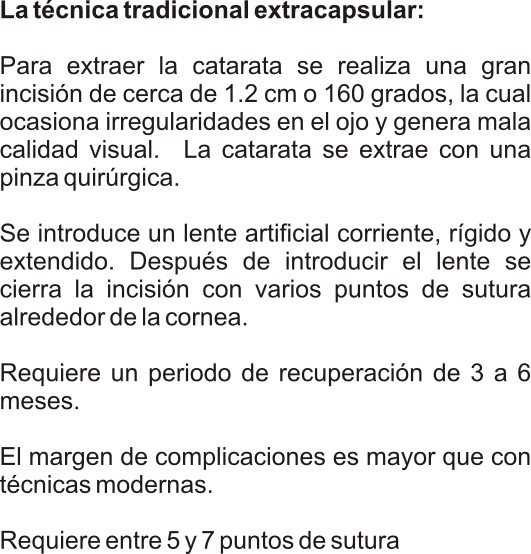 La técnica tradicional extracapsular:
Para extraer la catarata se realiza una gran
incisión de cerca de 1.2 cm o 160 grados, la cual
ocasiona irregularidades en el ojo y genera mala
calidad visual. La catarata se extrae con una
pinza quirúrgica.
Se introduce un lente artificial corriente, rígido y
extendido. Después de introducir el lente se
cierra la incisión con varios puntos de sutura
alrededor de la cornea.
Requiere un periodo de recuperación de 3 a 6
meses.
El margen de complicaciones es mayor que con
técnicas modernas.
Requiere entre 5 y 7 puntos de sutura